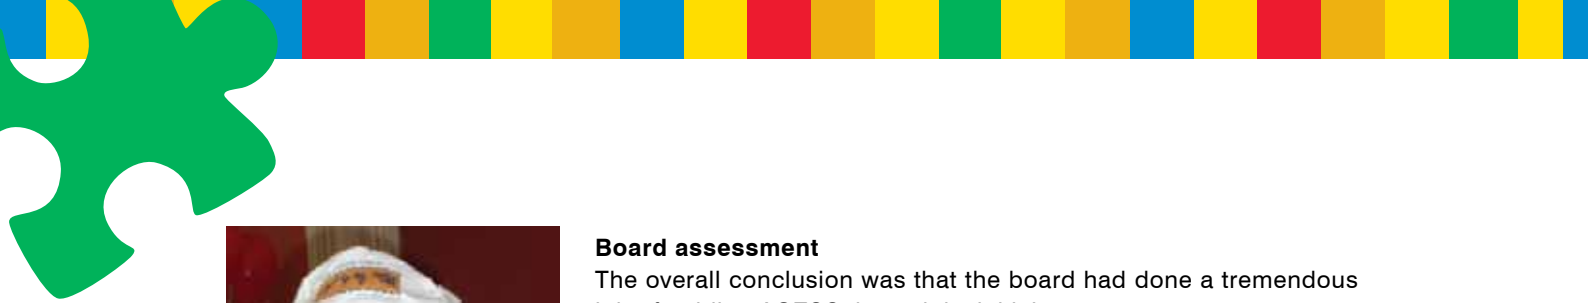 Board assessment
The overall conclusion was that the board had done a tremendous